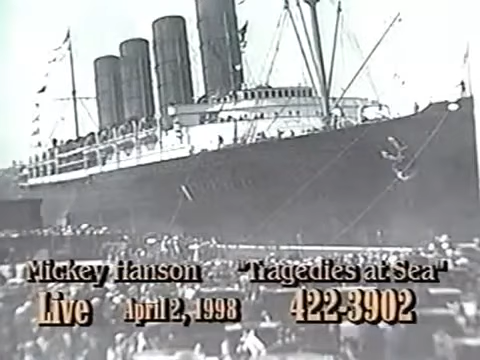 Mickey Hanson "Tragedies at Sea"
Live April 2, 1998 422-3902